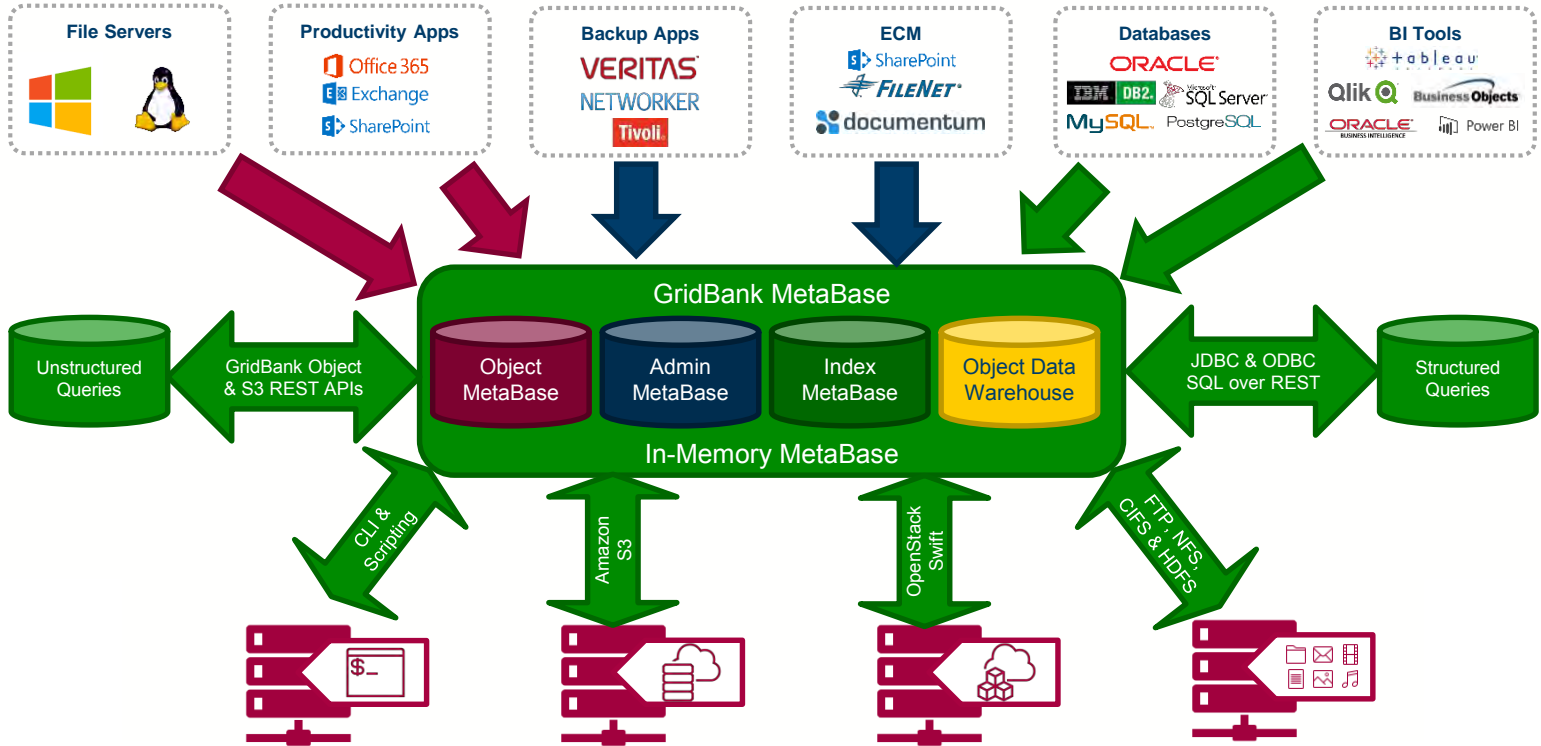 File Servers
Productivity Apps
Office 365
Exchange
SharePoint
Backup Apps
VERITAS
NETWORKER
Tivoli
ECM
SharePoint
FILENET
documentum
Databases
ORACLE
IBM DB2.
Microsoft
SQL Server
MySQL
PostgreSQL
BI Tools
tableau
Qlik
Business Objects
ORACLE
BUSINESS INTELLIGENCE
Power BI
GridBank MetaBase
Object
MetaBase
Admin
MetaBase
Index
MetaBase
Object Data
Warehouse
In-Memory MetaBase
Unstructured
Queries
GridBank Object
& S3 REST APIs
JDBC & ODBC
SQL over REST
Structured
Queries
CLI &
Scripting
Amazon
S3
OpenStack
Swift
FTP, NFS,
CIFS & HDFS
$_